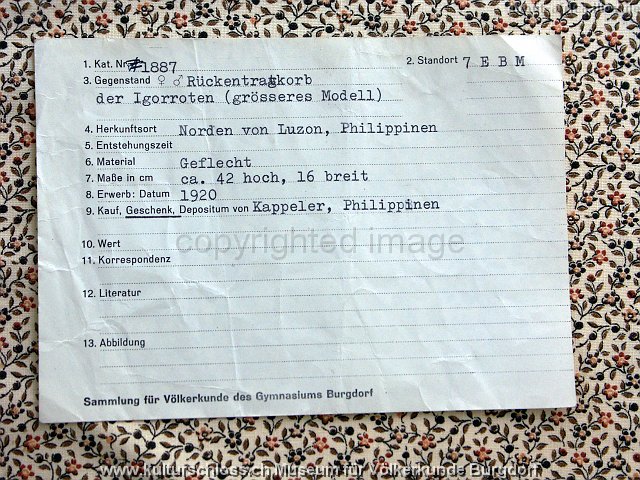 1. Kat. Nr. 1887 2. Standort 7 E B M
3. Gegenstand ♀ ♂ Rückentragkorb
der Igorroten (grösseres Modell)
4. Herkunftsort Norden von Luzon, Philippinen
5. Entstehungszeit
6. Material Geflecht
7. Maße in cm ca. 42 hoch, 16 breit
8. Erwerb: Datum 1920
9. Kauf, Geschenk, Depositum von Kappeler, Philippinen
copyrighted image
10. Wert
11. Korrespondenz
12. Literatur
13. Abbildung
Sammlung für Völkerkunde des Gymnasiums Burgdorf
www.kulturschloss.ch Museum für Völkerkunde Burgdorf